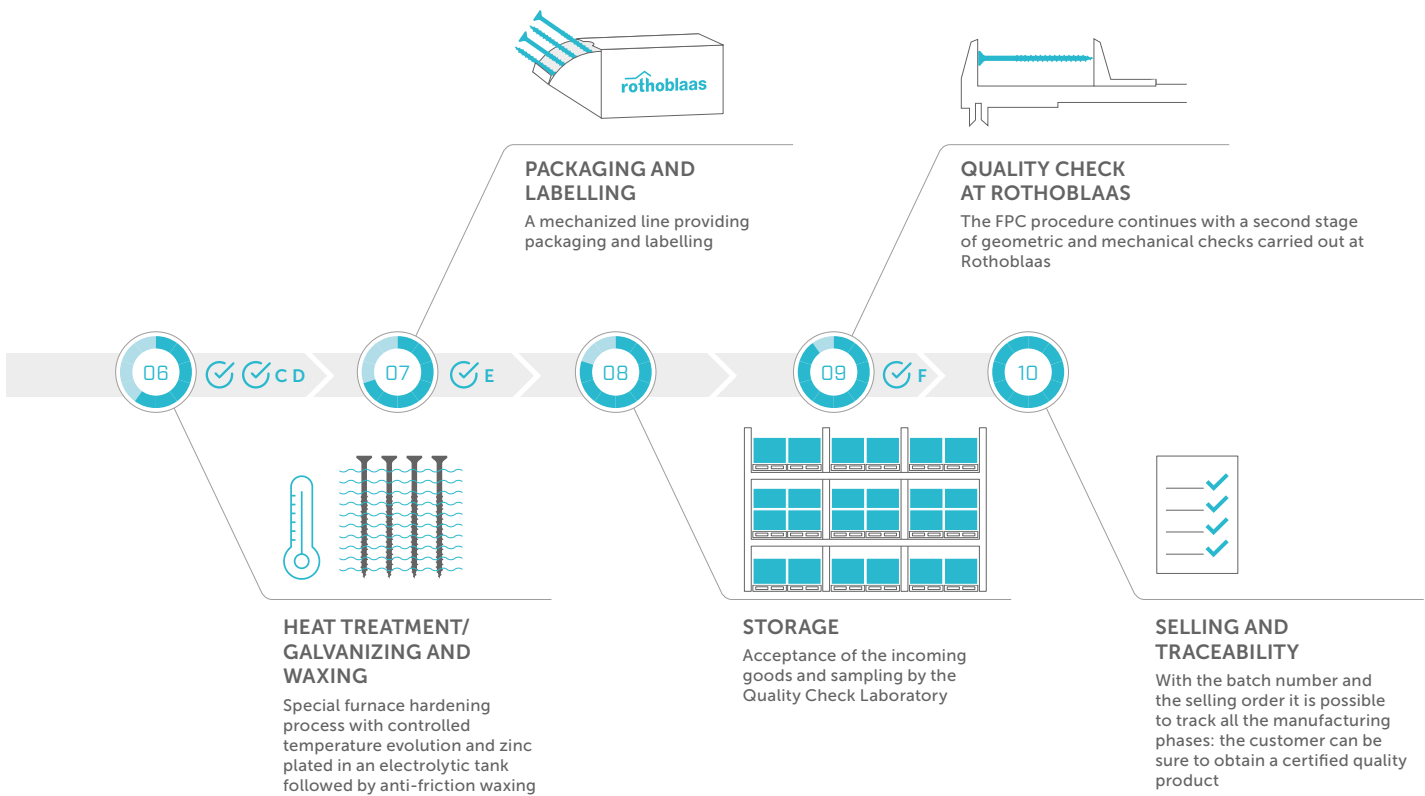 rothoblaas
PACKAGING AND
LABELLING
A mechanized line providing
packaging and labelling
QUALITY CHECK
AT ROTHOBLAAS
The FPC procedure continues with a second stage
of geometric and mechanical checks carried out at
Rothoblaas
06
C D
07
E
08
09
F
10
HEAT TREATMENT/
GALVANIZING AND
WAXING
Special furnace hardening
process with controlled
temperature evolution and zinc
plated in an electrolytic tank
followed by anti-friction waxing
STORAGE
Acceptance of the incoming
goods and sampling by the
Quality Check Laboratory
SELLING AND
TRACEABILITY
With the batch number and
the selling order it is possible
to track all the manufacturing
phases: the customer can be
sure to obtain a certified quality
product